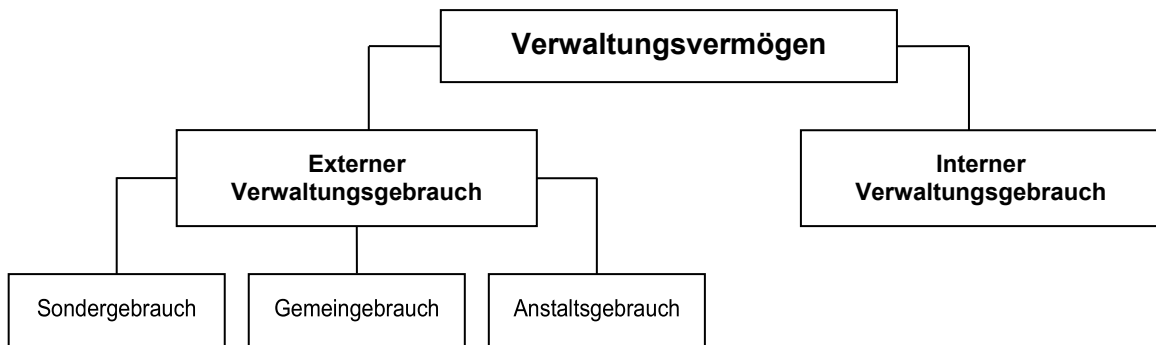 Verwaltungsvermögen
Externer
Verwaltungsgebrauch
Interner
Verwaltungsgebrauch
Sondergebrauch
Gemeingebrauch
Anstaltsgebrauch